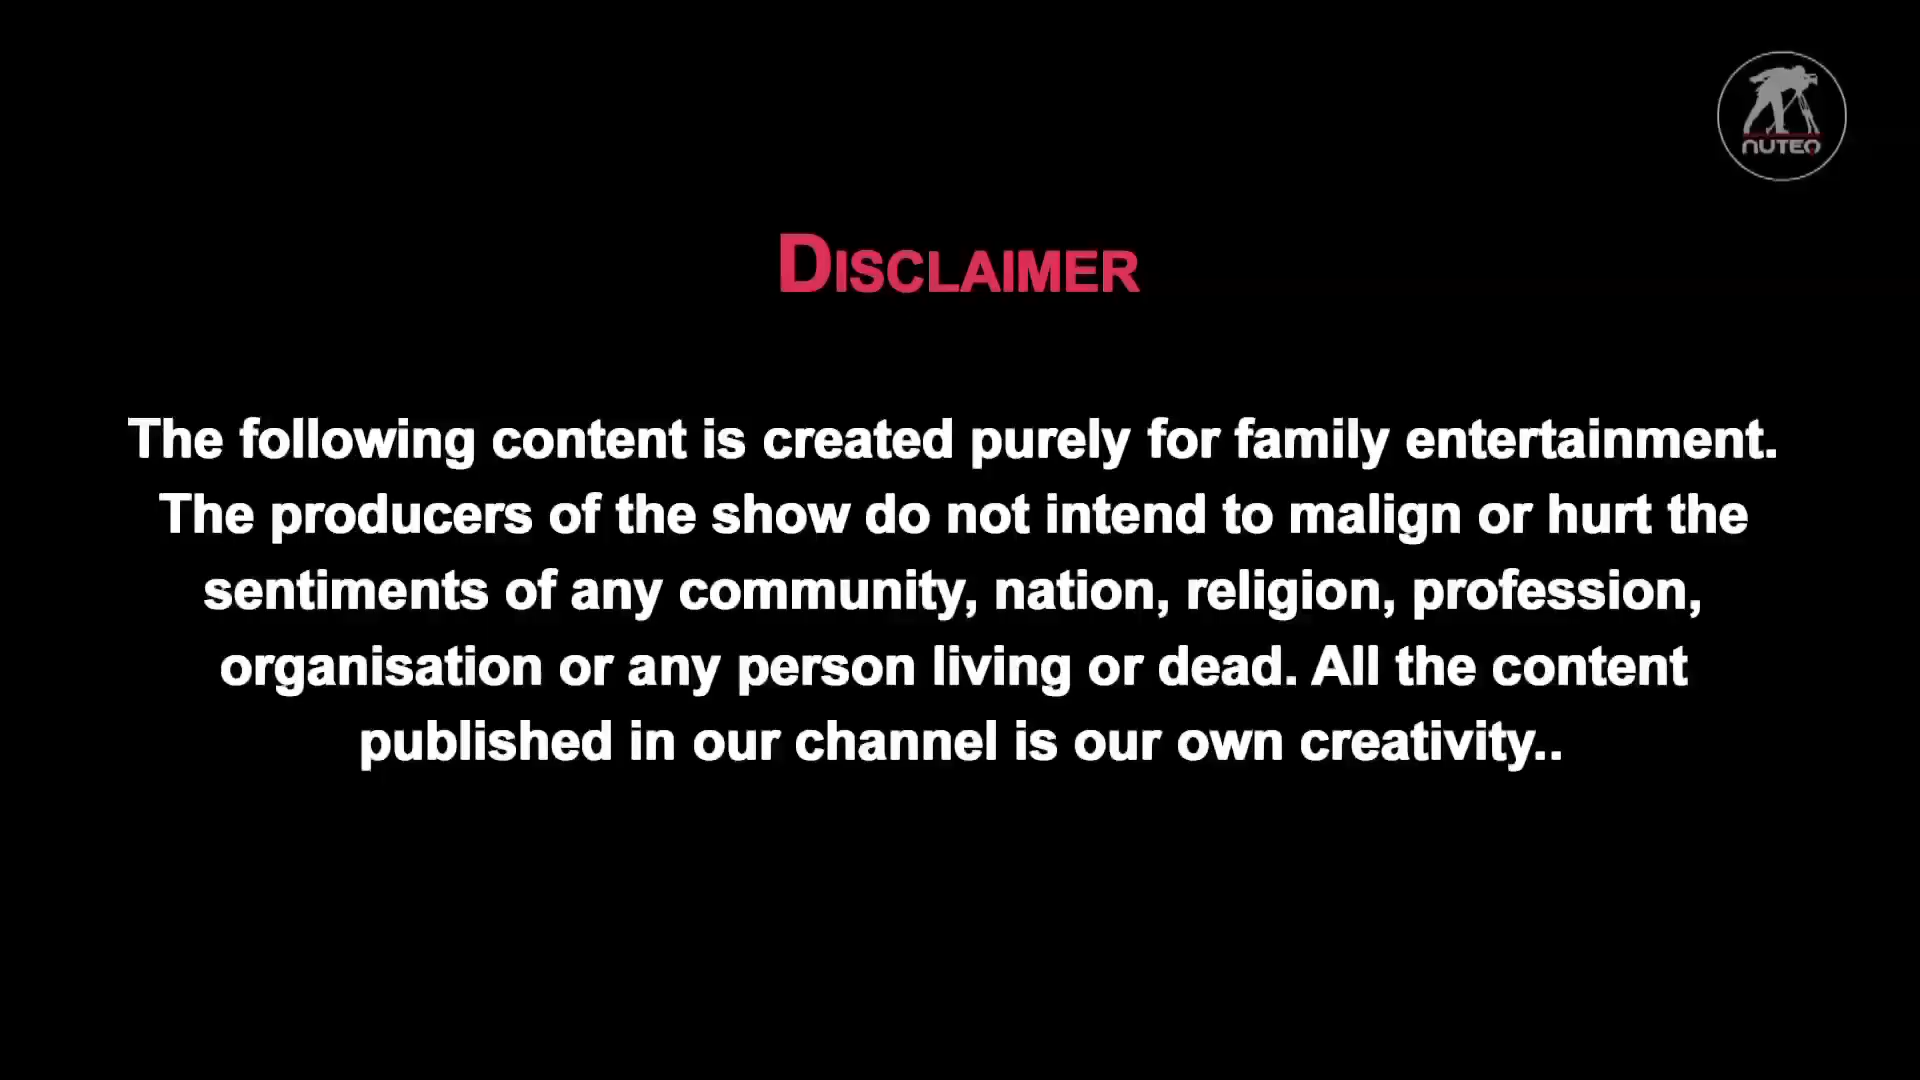 NUTEQ
DISCLAIMER
The following content is created purely for family entertainment.
The producers of the show do not intend to malign or hurt the
sentiments of any community, nation, religion, profession,
organisation or any person living or dead. All the content
published in our channel is our own creativity..